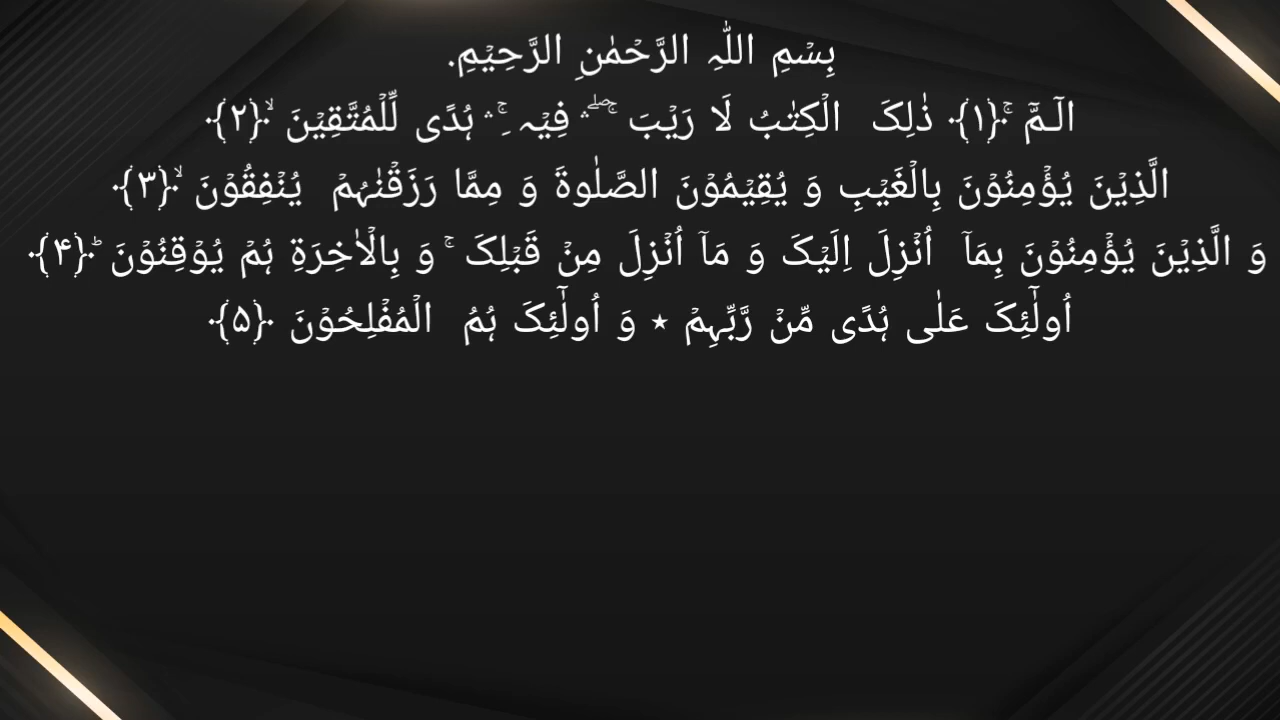 بِسۡمِ اللّٰہِ الرَّحۡمٰنِ الرَّحِیۡمِ.
الٓـمّٓ ۚ﴿۱﴾ ذٰلِکَ الۡکِتٰبُ لَا رَیۡبَ ۚۖۛ فِیۡہِ ۚۛ ہُدًی لِّلۡمُتَّقِیۡنَ ۙ﴿۲﴾
الَّذِیۡنَ یُؤۡمِنُوۡنَ بِالۡغَیۡبِ وَ یُقِیۡمُوۡنَ الصَّلٰوۃَ وَ مِمَّا رَزَقۡنٰہُمۡ یُنۡفِقُوۡنَ ۙ﴿۳﴾
وَ الَّذِیۡنَ یُؤۡمِنُوۡنَ بِمَاۤ اُنۡزِلَ اِلَیۡکَ وَ مَاۤ اُنۡزِلَ مِنۡ قَبۡلِکَ ۚ وَ بِالۡاٰخِرَۃِ ہُمۡ یُوۡقِنُوۡنَ ؕ﴿۴﴾
اُولٰٓئِکَ عَلٰی ہُدًی مِّنۡ رَّبِّہِمۡ ٭ وَ اُولٰٓئِکَ ہُمُ الۡمُفۡلِحُوۡنَ ﴿۵﴾